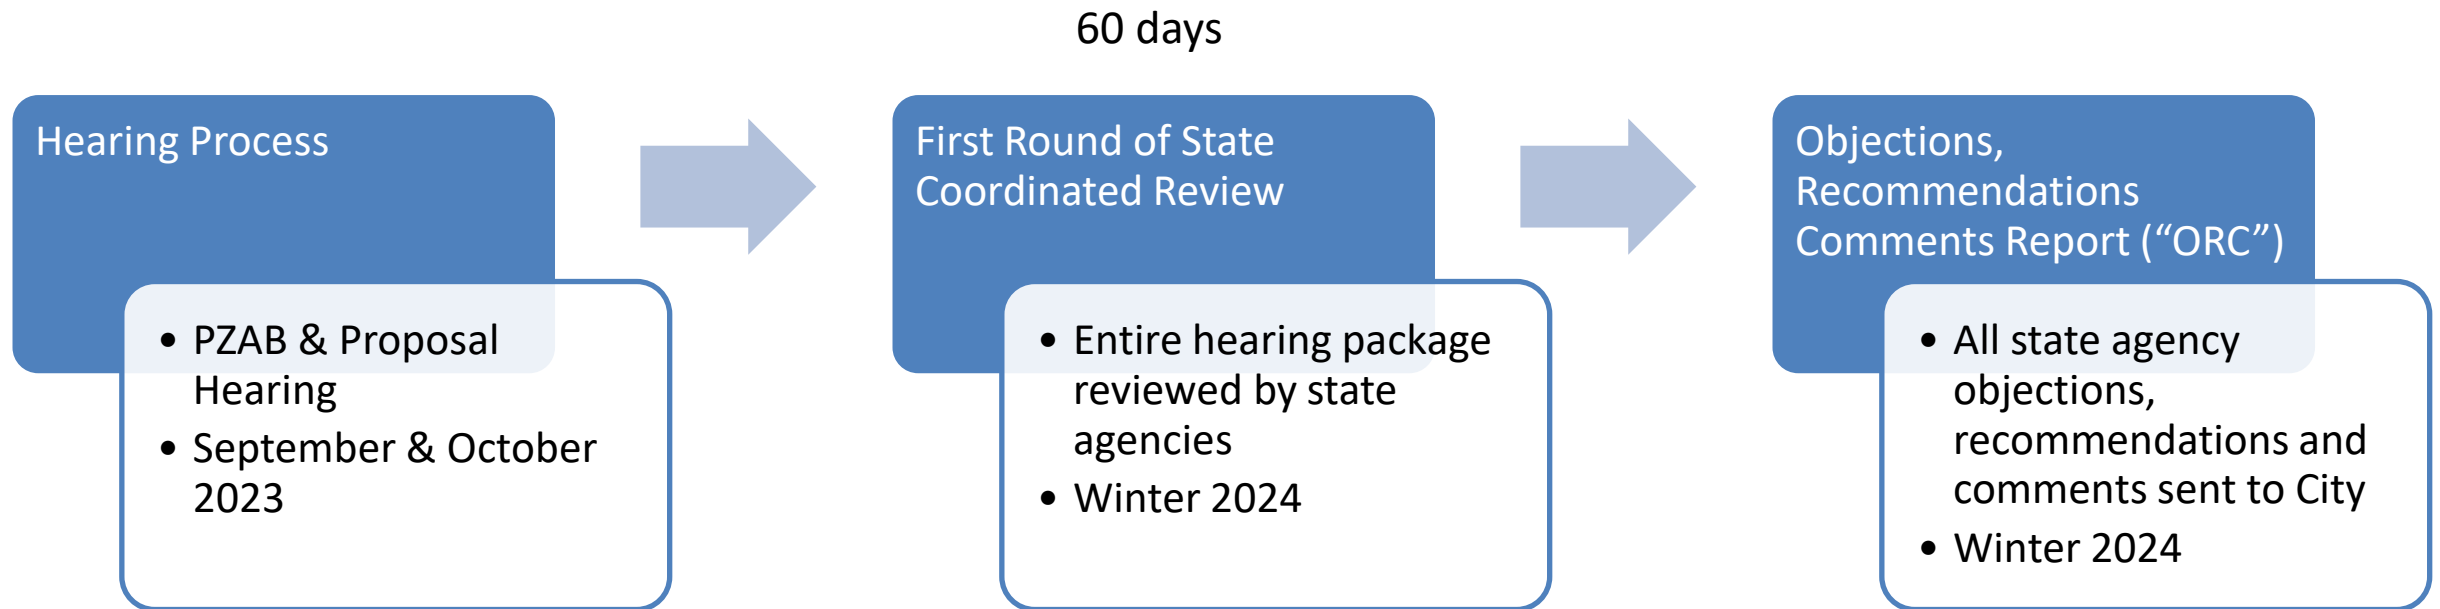 60 days
Hearing Process
• PZAB & Proposal
Hearing
• September & October
2023
First Round of State
Coordinated Review
• Entire hearing package
reviewed by state
agencies
• Winter 2024
Objections,
Recommendations
Comments Report (“ORC”)
• All state agency
objections,
recommendations and
comments sent to City
• Winter 2024